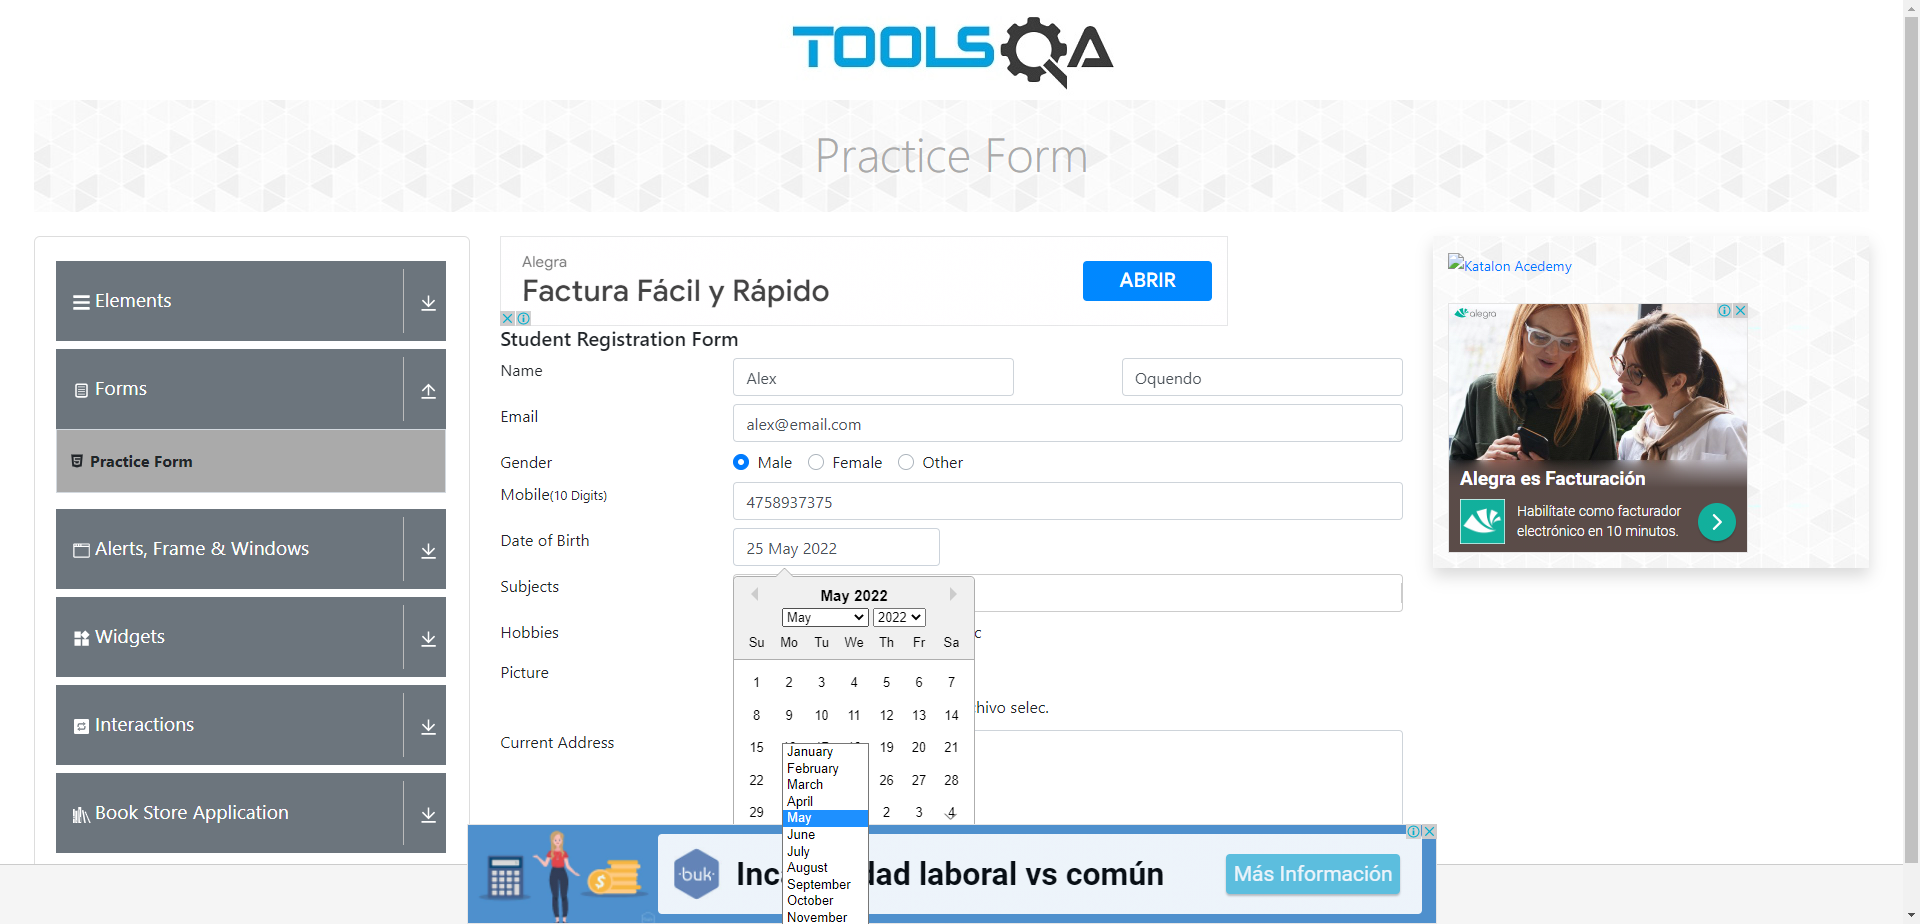 TOOLSQA
Practice Form
Elements
Forms
Practice Form
Alerts, Frame & Windows
Widgets
Interactions
Book Store Application
Alegra
Factura Fácil y Rápido
ABRIR
Student Registration Form
Name
Alex
Oquendo
Email
alex@email.com
Gender
Male
Female
Other
Mobile(10 Digits)
4758937375
Date of Birth
25 May 2022
Subjects
Hobbies
Picture
hivo selec.
Current Address
May 2022
May
2022
Su Mo Tu We Th Fr Sa
1 2 3 4 5 6 7
8 9 10 11 12 13 14
15 19 20 21
22 26 27 28
29 2 3 4
January
February
March
April
May
June
July
August
September
October
November
buk
Inc dad laboral vs común
Más Información
Katalon Acedemy
alegra
Alegra es Facturación
Habilítate como facturador
electrónico en 10 minutos.